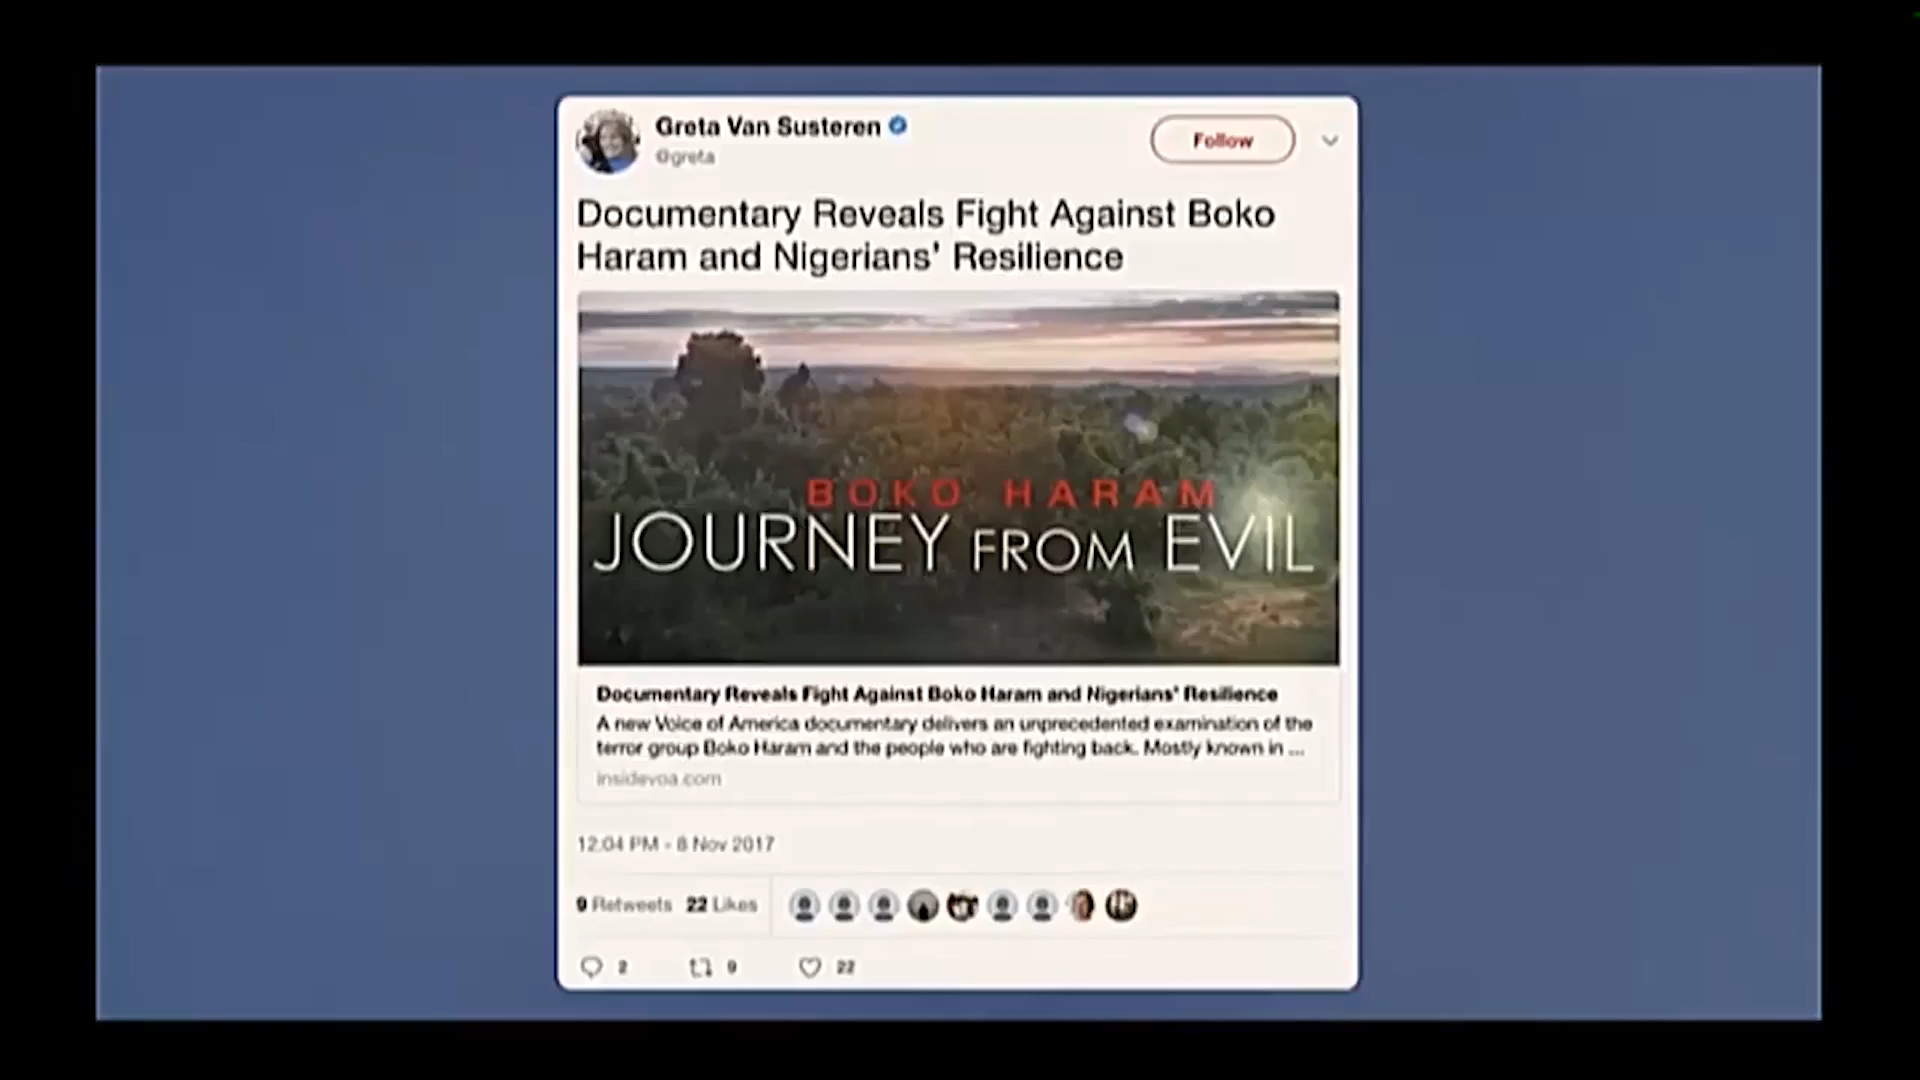 Greta Van Susteren
@greta
Follow
Documentary Reveals Fight Against Boko
Haram and Nigerians' Resilience
BOKO HARAM
JOURNEY FROM EVIL
Documentary Reveals Fight Against Boko Haram and Nigerians' Resilience
A new Voice of America documentary delivers an unprecedented examination of the
terror group Boko Haram and the people who are fighting back. Mostly known in ...
insidevoa.com
12:04 PM - 8 Nov 2017
9 Retweets 22 Likes
2 9 22